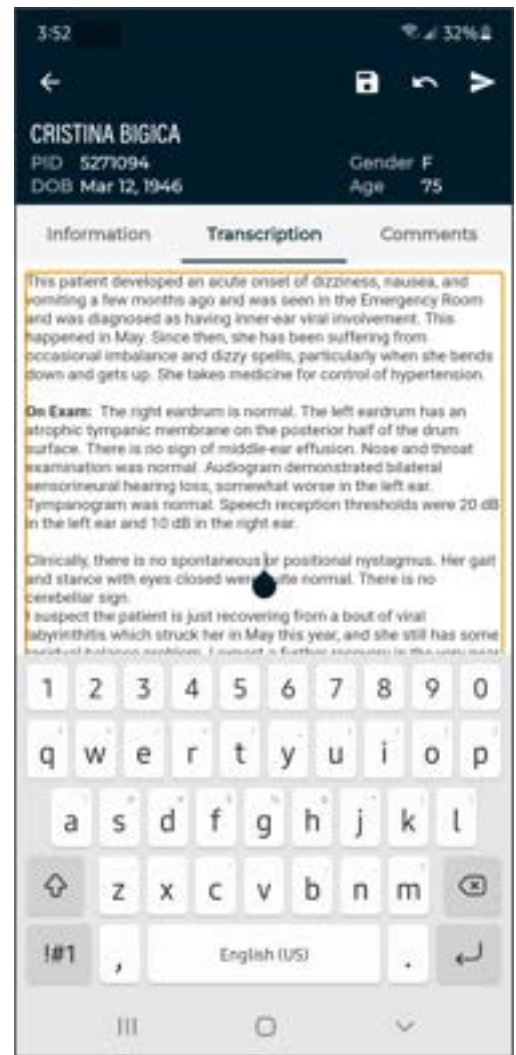 3:52 32%
CRISTINA BIGICA
PID 5271094 Gender F
DOB Mar 12, 1946 Age 75
Information Transcription Comments
This patient developed an acute onset of dizziness, nausea, and
vomiting a few months ago and was seen in the Emergency Room
and was diagnosed as having inner-ear viral involvement. This
happened in May. Since then, she has been suffering from
occasional imbalance and dizzy spells, particularly when she bends
down and gets up. She takes medicine for control of hypertension.
On Exam: The right eardrum is normal. The left eardrum has an
atrophic tympanic membrane on the posterior half of the drum
surface. There is no sign of middle-ear effusion. Nose and throat
examination was normal. Audiogram demonstrated bilateral
sensorineural hearing loss, somewhat worse in the left ear.
Tympanogram was normal. Speech reception thresholds were 20 dB
in the left ear and 10 dB in the right ear.
Clinically, there is no spontaneous or positional nystagmus. Her gait
and stance with eyes closed were quite normal. There is no
cerebellar sign.
I suspect the patient is just recovering from a bout of viral
labyrinthitis which struck her in May this year, and she still has some
residual balance problem. I expect a further recovery in the very near
1 2 3 4 5 6 7 8 9 0
q w e r t y u i o p
a s d f g h j k l
z x c v b n m
!#1 , English (US) .